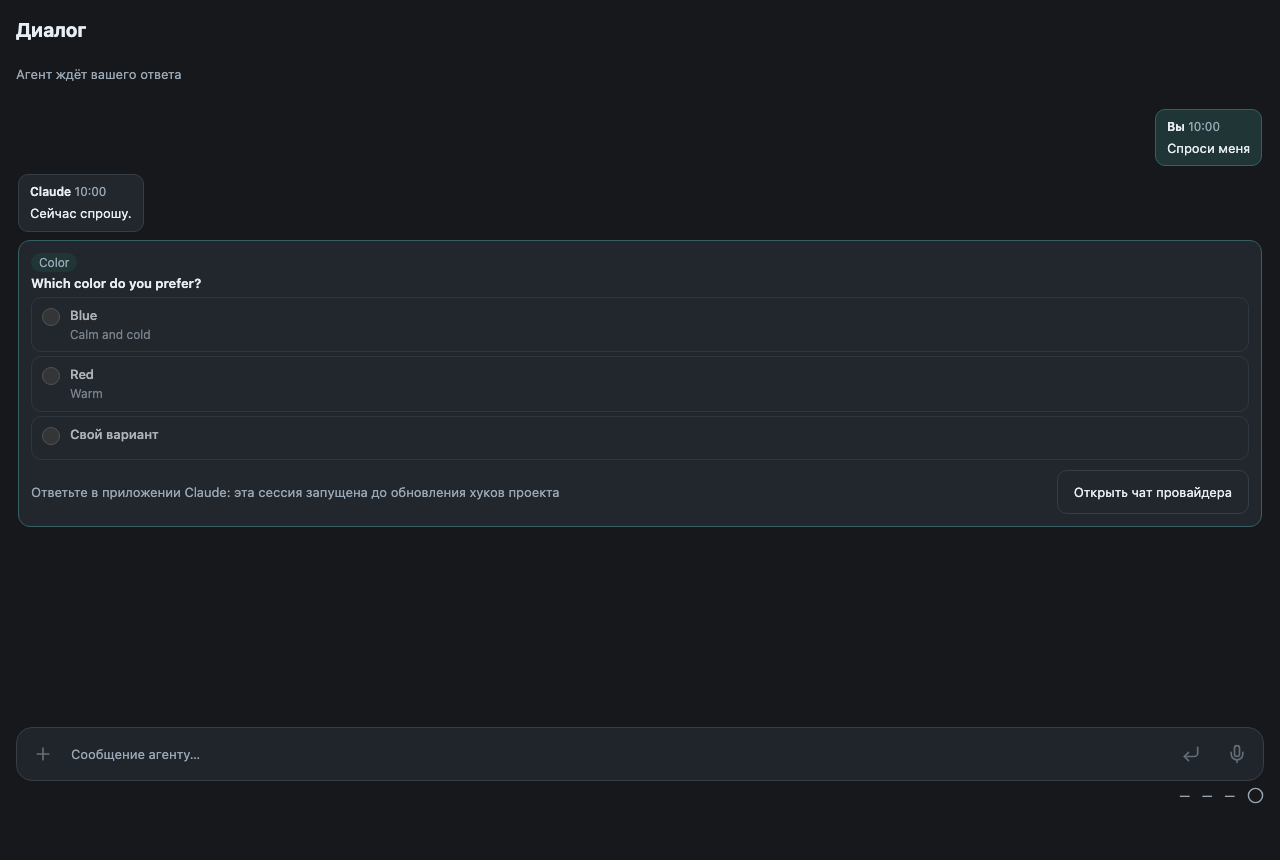 Диалог
Агент ждёт вашего ответа
Вы 10:00
Спроси меня
Claude 10:00
Сейчас спрошу.
Color
Which color do you prefer?
Blue
Calm and cold
Red
Warm
Свой вариант
Ответьте в приложении Claude: эта сессия запущена до обновления хуков проекта
Открыть чат провайдера
Сообщение агенту...
— — —